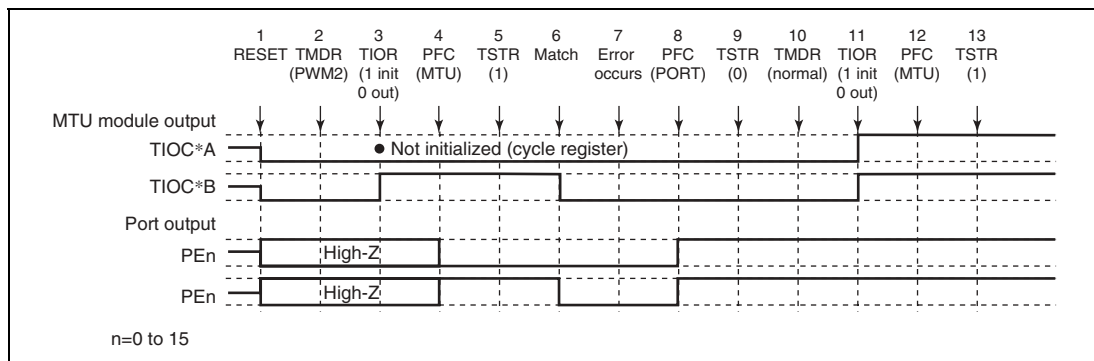 1 2 3 4 5 6 7 8 9 10 11 12 13
RESET TMDR TIOR PFC TSTR Match Error PFC TSTR TMDR TIOR PFC TSTR
(PWM2) (1 init (MTU) (1) occurs (PORT) (0) (normal) (1 init (MTU) (1)
0 out) 0 out)
MTU module output
TIOC*A
● Not initialized (cycle register)
TIOC*B
Port output
PEn
High-Z
PEn
High-Z
n=0 to 15